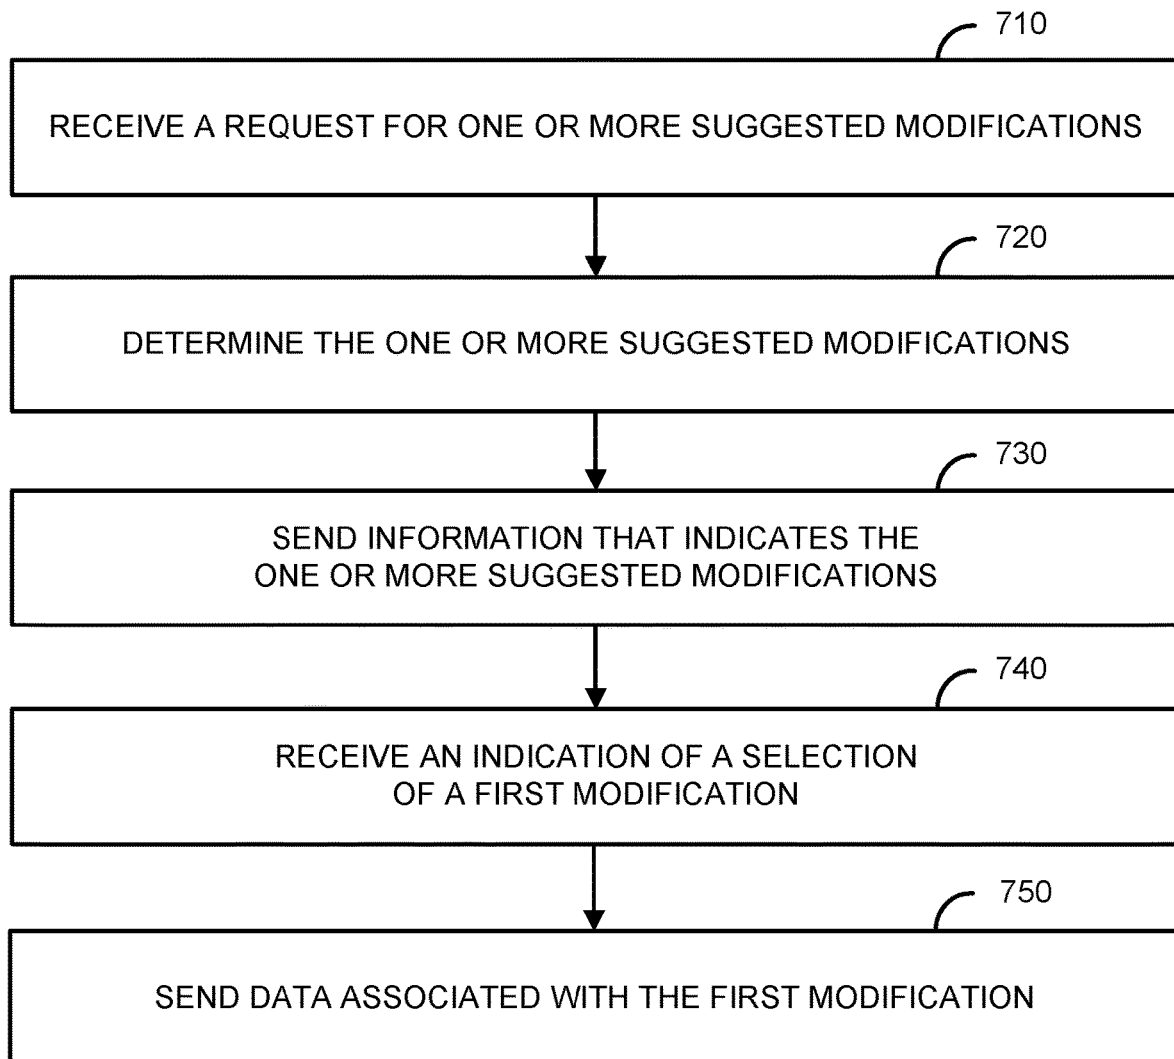 710
RECEIVE A REQUEST FOR ONE OR MORE SUGGESTED MODIFICATIONS
720
DETERMINE THE ONE OR MORE SUGGESTED MODIFICATIONS
730
SEND INFORMATION THAT INDICATES THE
ONE OR MORE SUGGESTED MODIFICATIONS
740
RECEIVE AN INDICATION OF A SELECTION
OF A FIRST MODIFICATION
750
SEND DATA ASSOCIATED WITH THE FIRST MODIFICATION